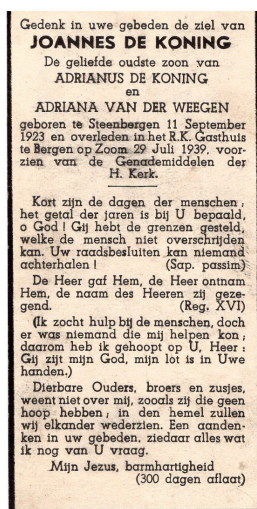 Gedenk in uwe gebeden de ziel van
JOANNES DE KONING
De geliefde oudste zoon van
ADRIANUS DE KONING
en
ADRIANA VAN DER WEEGEN
geboren te Steenbergen 11 September
1923 en overleden in het R.K. Gasthuis
te Bergen op Zoom 29 Juli 1939, voor-
zien van de Genademiddelen der
H. Kerk.
Kort zijn de dagen der menschen;
het getal der jaren is bij U bepaald,
o God! Gij hebt de grenzen gesteld,
welke de mensch niet overschrijden
kan. Uw raadsbesluiten kan niemand
achterhalen! (Sap. passim)
De Heer gaf Hem, de Heer ontnam
Hem, de naam des Heeren zij geze-
gend. (Reg. XVI)
(Ik zocht hulp bij de menschen, doch
er was niemand die mij helpen kon;
daarom heb ik gehoopt op U, Heer:
Gij zijt mijn God, mijn lot is in Uwe
handen.)
Dierbare Ouders, broers en zusjes,
weent niet over mij, zooals zij die geen
hoop hebben; in den hemel zullen
wij elkander wederzien. Een aanden-
ken in uw gebeden, ziedaar alles wat
ik nog van U vraag.
Mijn Jezus, barmhartigheid
(300 dagen aflaat)